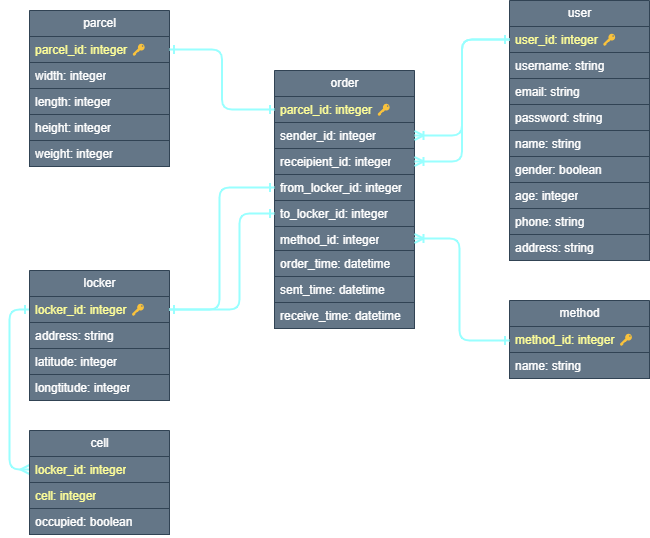 parcel
parcel_id: integer
width: integer
length: integer
height: integer
weight: integer
order
parcel_id: integer
sender_id: integer
receipient_id: integer
from_locker_id: integer
to_locker_id: integer
method_id: integer
order_time: datetime
sent_time: datetime
receive_time: datetime
user
user_id: integer
username: string
email: string
password: string
name: string
gender: boolean
age: integer
phone: string
address: string
locker
locker_id: integer
address: string
latitude: integer
longtitude: integer
method
method_id: integer
name: string
cell
locker_id: integer
cell: integer
occupied: boolean